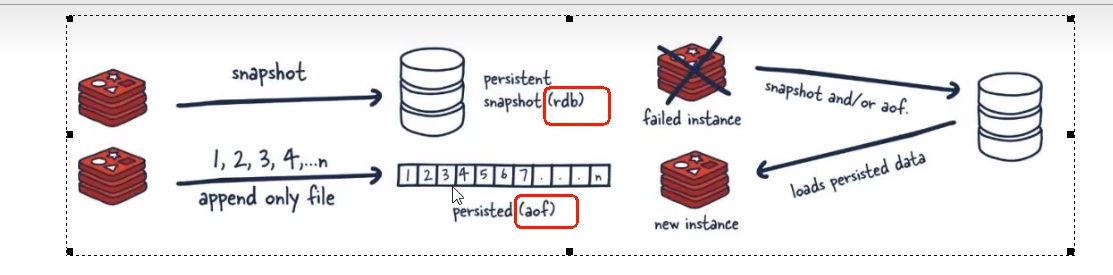 snapshot
persistent
snapshot (rdb)
1, 2, 3, 4,...n
append only file
1 2 3 4 5 6 7 . . . n
persisted (aof)
failed instance
snapshot and/or aof.
loads persisted data
new instance